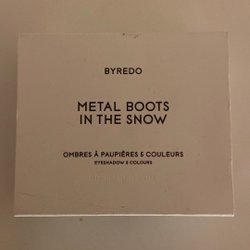 BYREDO
METAL BOOTS
IN THE SNOW
OMBRES À PAUPIÈRES 5 COULEURS
EYESHADOW 5 COLOURS